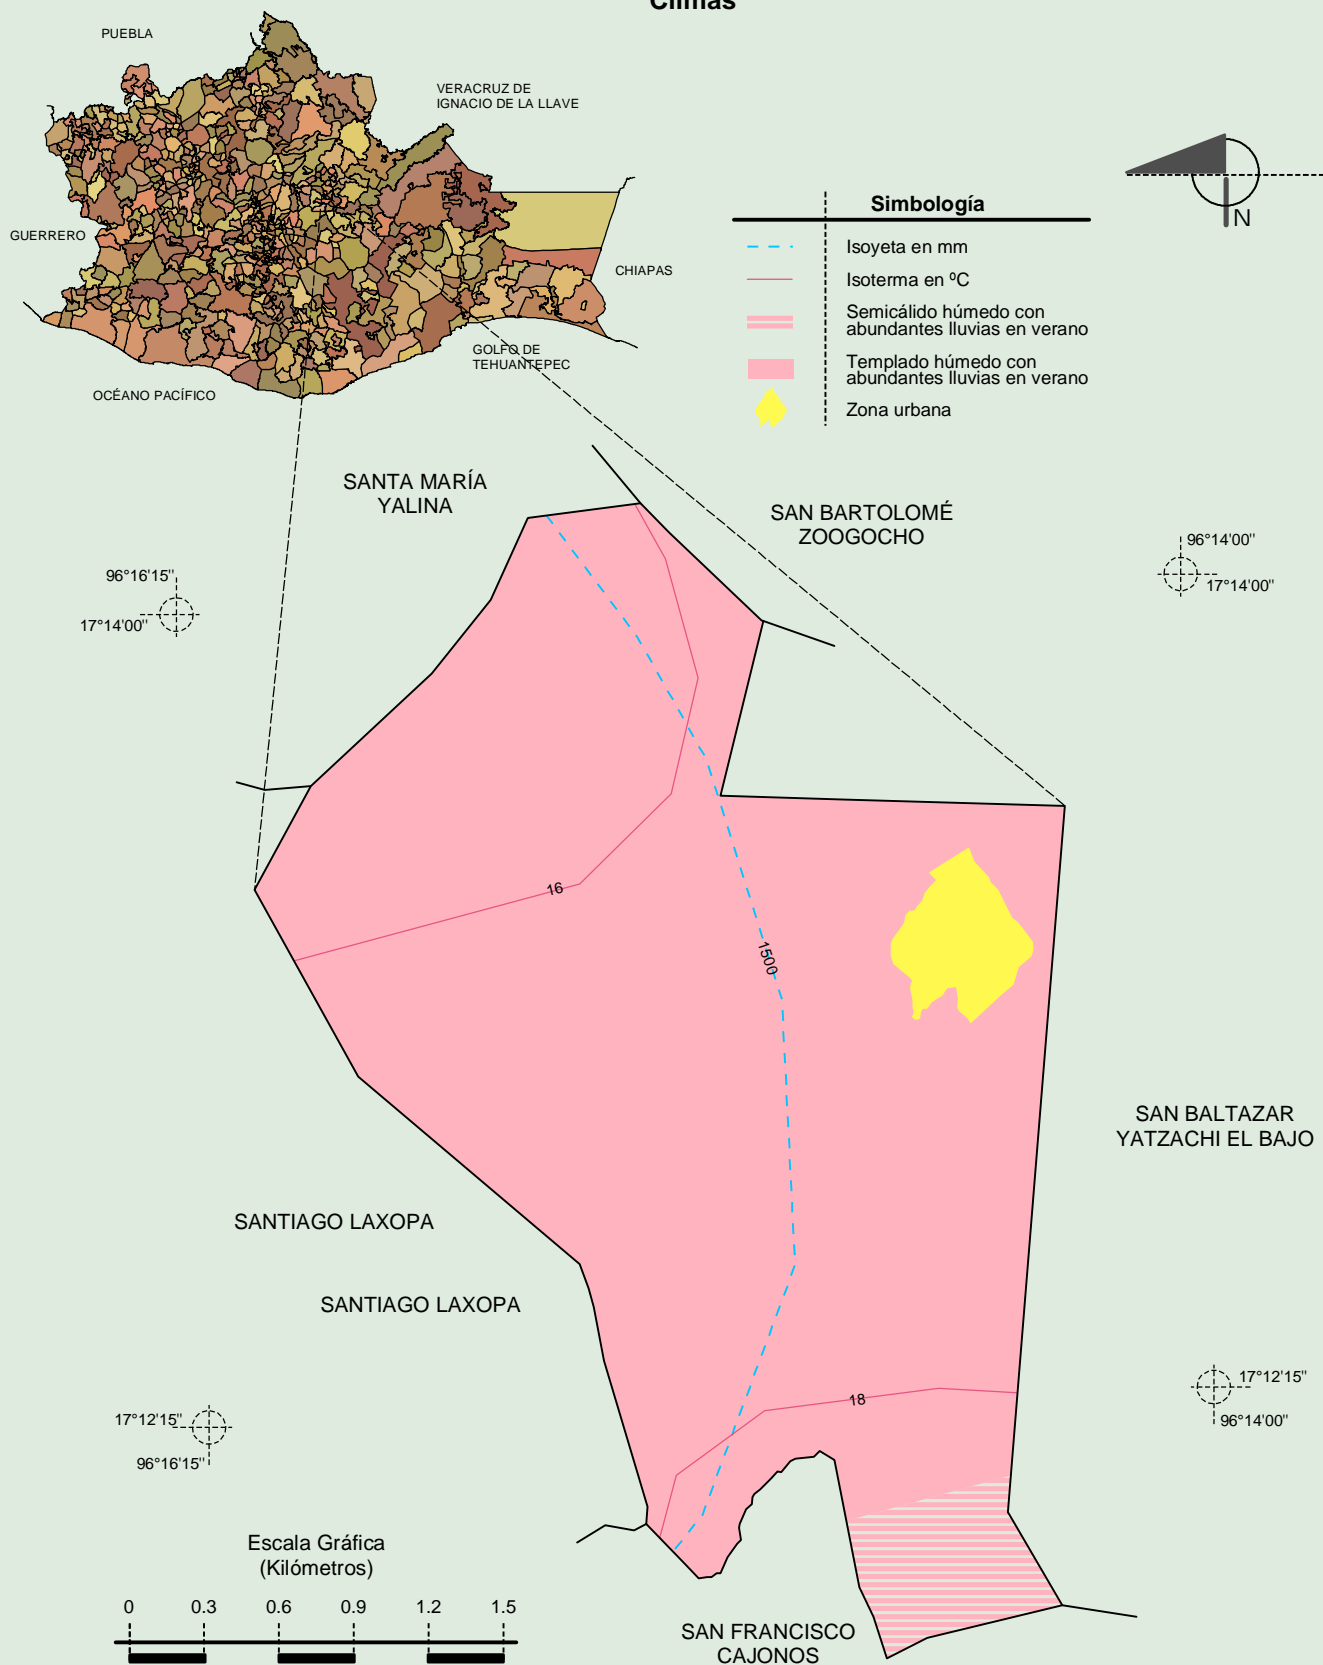 Climas
PUEBLA
VERACRUZ DE
IGNACIO DE LA LLAVE
GUERRERO
CHIAPAS
GOLFO DE
TEHUANTEPEC
OCÉANO PACÍFICO
N
Simbología
Isoyeta en mm
Isoterma en ºC
Semicálido húmedo con
abundantes lluvias en verano
Templado húmedo con
abundantes lluvias en verano
Zona urbana
SANTA MARÍA
YALINA
SAN BARTOLOMÉ
ZOOGOCHO
96°16'15"
17°14'00"
96°14'00"
17°14'00"
16
1500
SAN BALTAZAR
YATZACHI EL BAJO
SANTIAGO LAXOPA
SANTIAGO LAXOPA
18
17°12'15"
96°14'00"
17°12'15"
96°16'15"
Escala Gráfica
(Kilómetros)
0 0.3 0.6 0.9 1.2 1.5
SAN FRANCISCO
CAJONOS